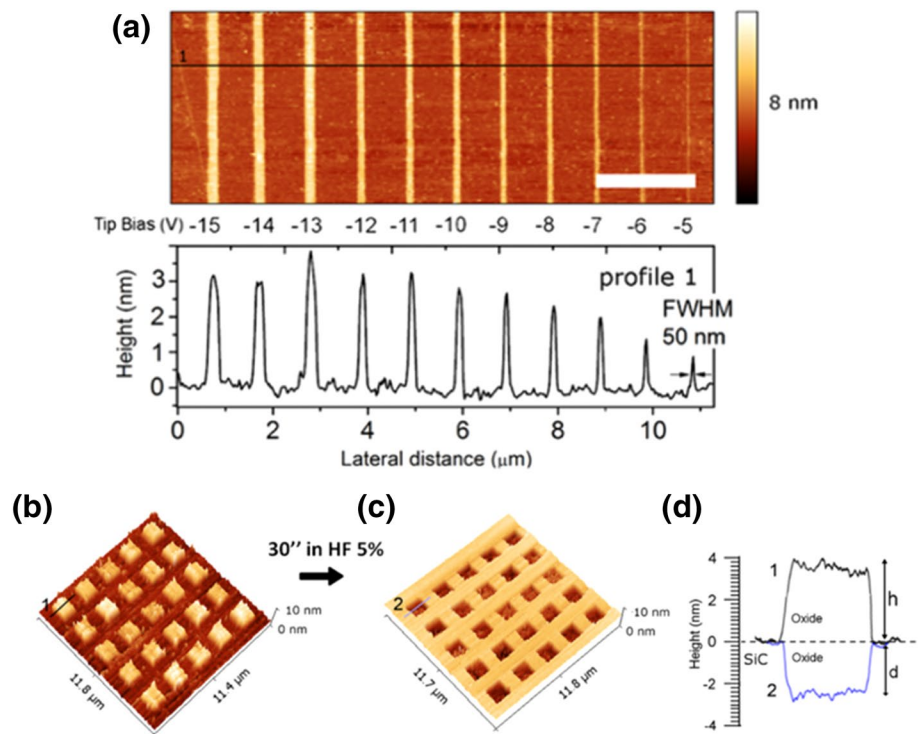 (a)
1
8 nm
Tip Bias (V) -15 -14 -13 -12 -11 -10 -9 -8 -7 -6 -5
profile 1
FWHM
50 nm
Height (nm)
3
2
1
0
0 2 4 6 8 10
Lateral distance (μm)
(b)
1
10 nm
0 nm
11.8 μm
11.4 μm
30'' in HF 5%
(c)
2
10 nm
0 nm
11.7 μm
11.8 μm
(d)
Height (nm)
4
2
0
-2
-4
1
Oxide
h
SiC
Oxide
d
2